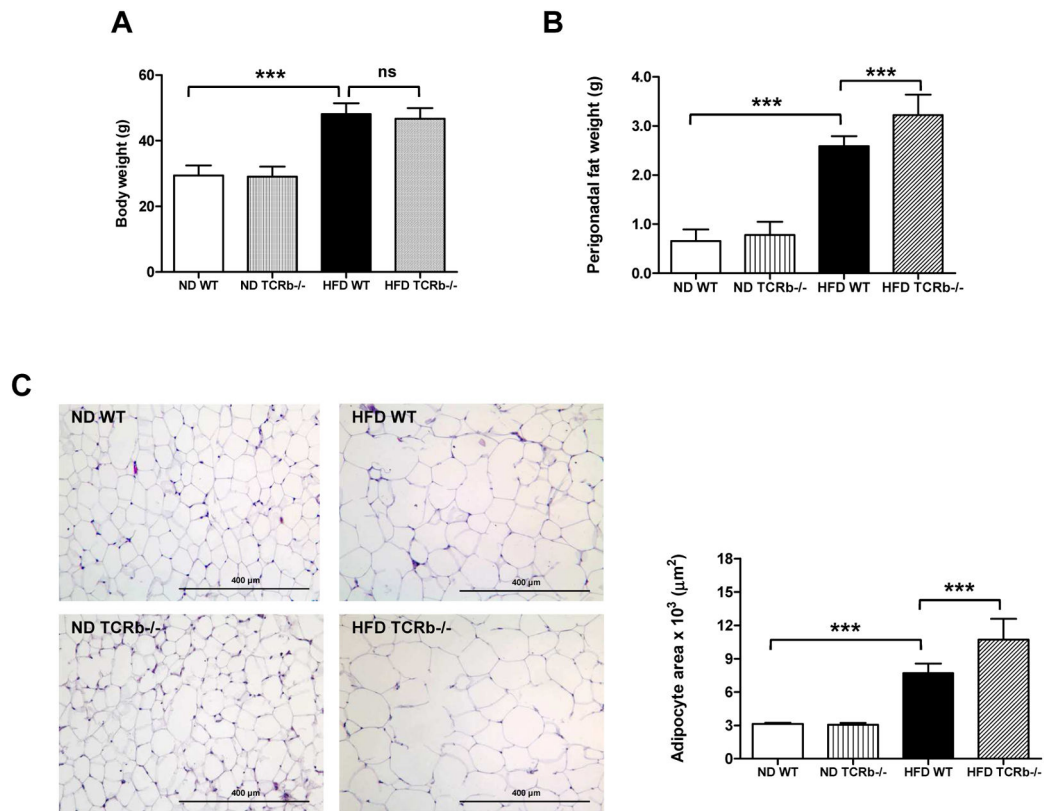 A
Body weight (g)
60
40
20
0
***
ns
ND WT
ND TCRb-/-
HFD WT
HFD TCRb-/-
B
Perigonadal fat weight (g)
4.0
3.0
2.0
1.0
0.0
***
***
ND WT
ND TCRb-/-
HFD WT
HFD TCRb-/-
C
ND WT
400 µm
HFD WT
400 µm
ND TCRb-/-
400 µm
HFD TCRb-/-
400 µm
Adipocyte area x 10³ (µm²)
18
15
12
9
6
3
0
***
***
ND WT
ND TCRb-/-
HFD WT
HFD TCRb-/-